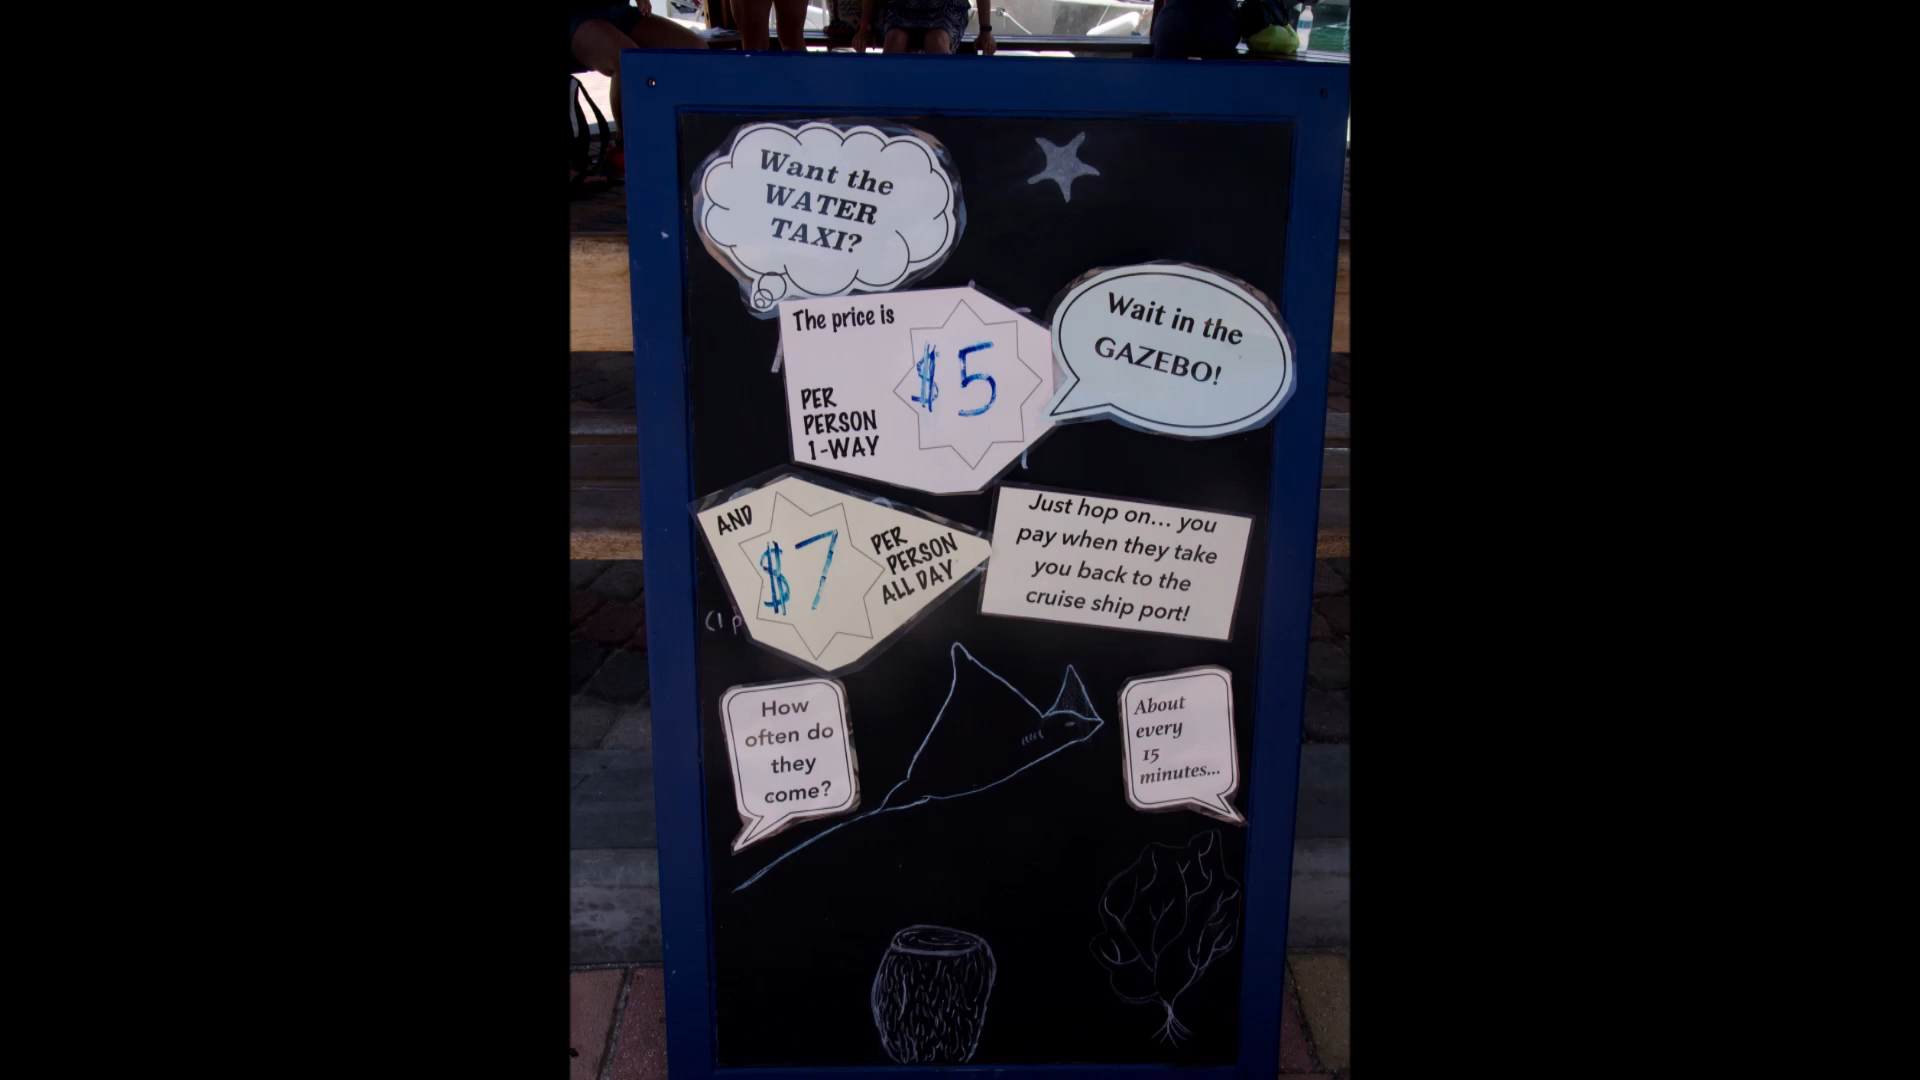 Want the
WATER
TAXI?
The price is
$5
PER
PERSON
1-WAY
Wait in the
GAZEBO!
AND
$7
PER
PERSON
ALL DAY
Just hop on... you
pay when they take
you back to the
cruise ship port!
(1 p
How
often do
they
come?
About
every
15
minutes...